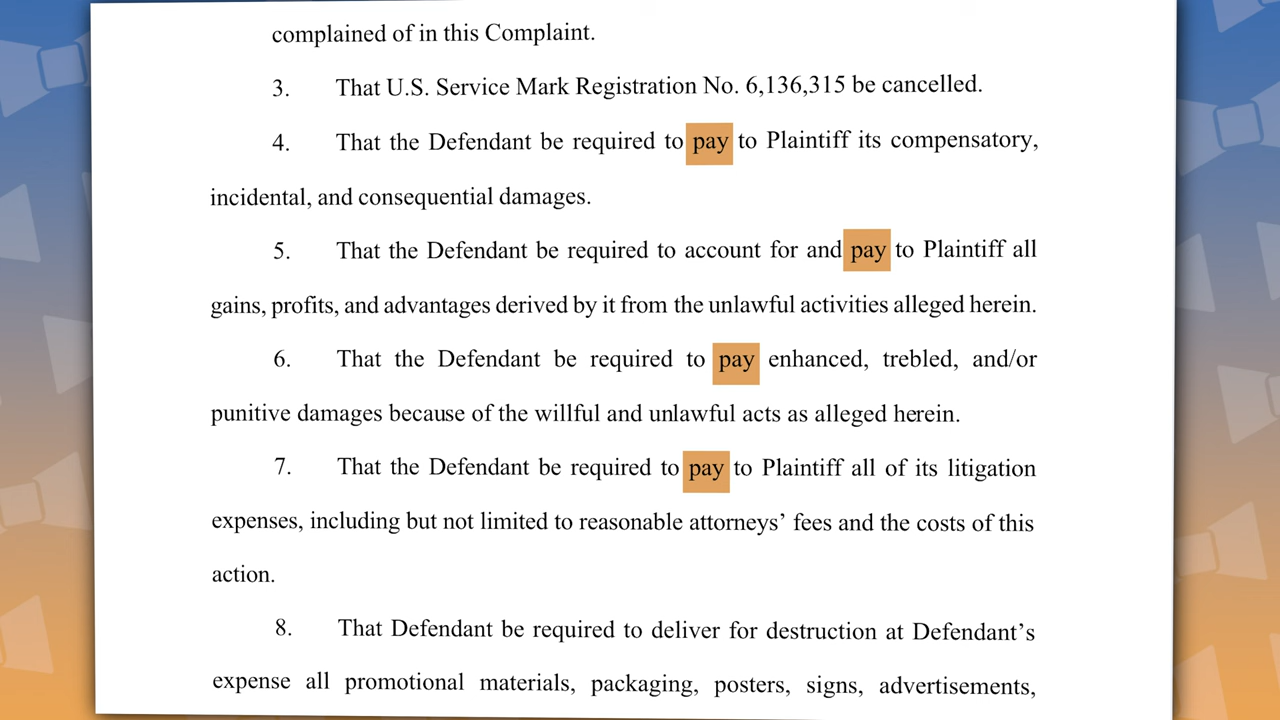 complained of in this Complaint.
3. That U.S. Service Mark Registration No. 6,136,315 be cancelled.
4. That the Defendant be required to pay to Plaintiff its compensatory,
incidental, and consequential damages.
5. That the Defendant be required to account for and pay to Plaintiff all
gains, profits, and advantages derived by it from the unlawful activities alleged herein.
6. That the Defendant be required to pay enhanced, trebled, and/or
punitive damages because of the willful and unlawful acts as alleged herein.
7. That the Defendant be required to pay to Plaintiff all of its litigation
expenses, including but not limited to reasonable attorneys’ fees and the costs of this
action.
8. That Defendant be required to deliver for destruction at Defendant’s
expense all promotional materials, packaging, posters, signs, advertisements,